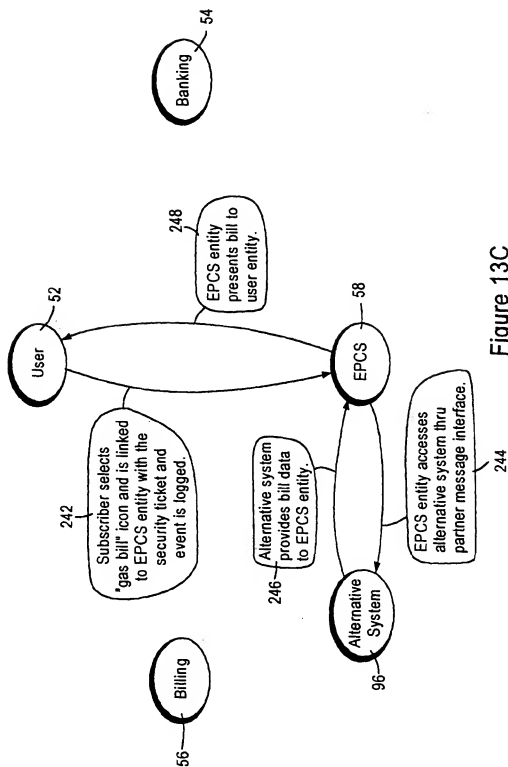 54
Banking
248
EPCS entity
presents bill to
user entity.
52
User
58
EPCS
Figure 13C
242
Subscriber selects
"gas bill" icon and is linked
to EPCS entity with the
security ticket and
event is logged.
246
Alternative system
provides bill data
to EPCS entity.
EPCS entity accesses
alternative system thru
partner message interface.
244
Billing
56
Alternative
System
96